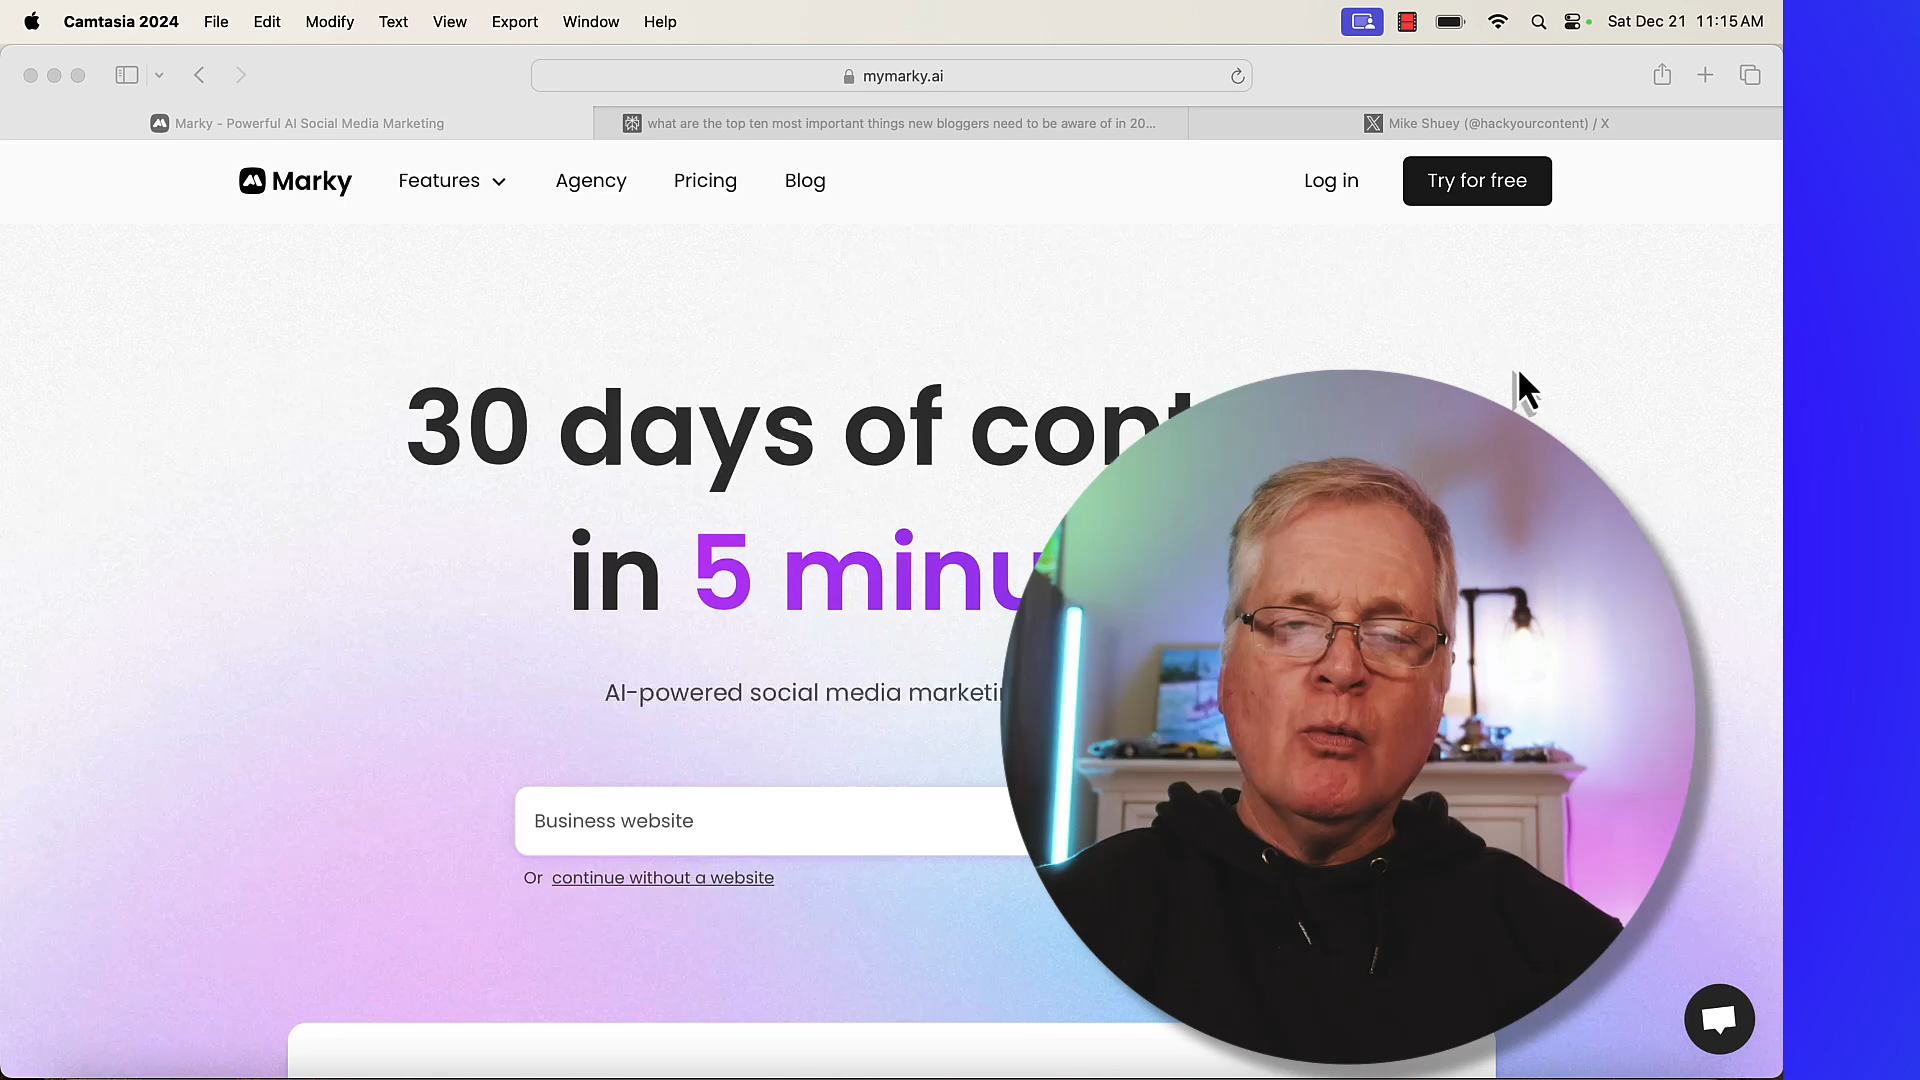 Camtasia 2024 File Edit Modify Text View Export Window Help Sat Dec 21 11:15 AM
mymarky.ai
Marky - Powerful AI Social Media Marketing
what are the top ten most important things new bloggers need to be aware of in 20...
Mike Shuey (@hackyourcontent) / X
Marky Features Agency Pricing Blog Log in Try for free
30 days of cont
in 5 minu
AI-powered social media marketi
Business website
Or continue without a website